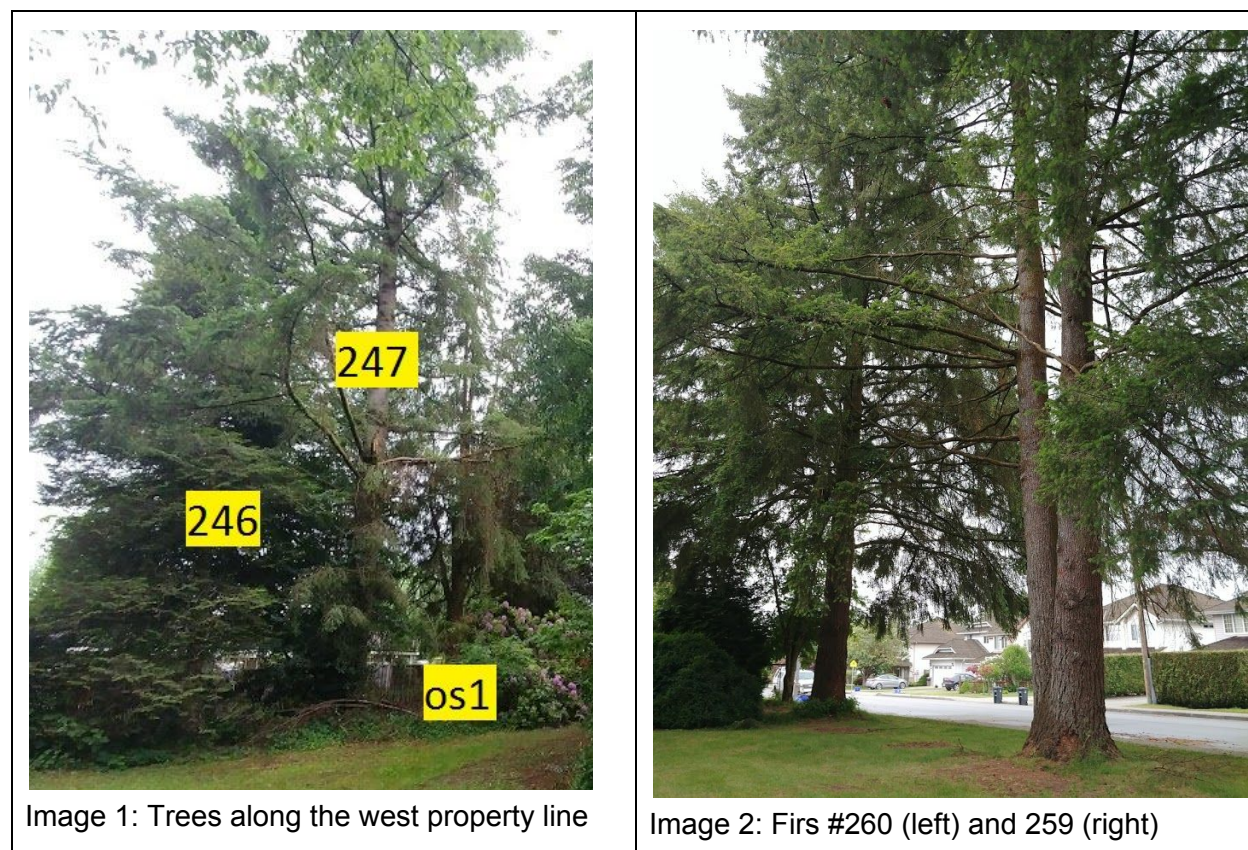 247
246
os1
Image 1: Trees along the west property line
Image 2: Firs #260 (left) and 259 (right)